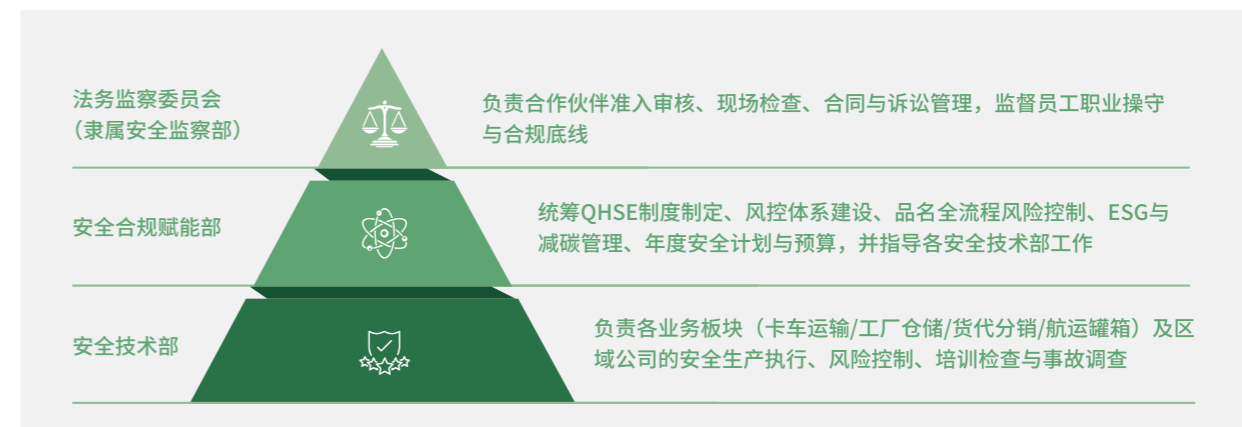 法务监察委员会
（隶属安全监察部）
负责合作伙伴准入审核、现场检查、合同与诉讼管理，监督员工职业操守
与合规底线
安全合规赋能部
统筹QHSE制度制定、风控体系建设、品名全流程风险控制、ESG与
减碳管理、年度安全计划与预算，并指导各安全技术部工作
安全技术部
负责各业务板块（卡车运输/工厂仓储/货代分销/航运罐箱）及区
域公司的安全生产执行、风险控制、培训检查与事故调查